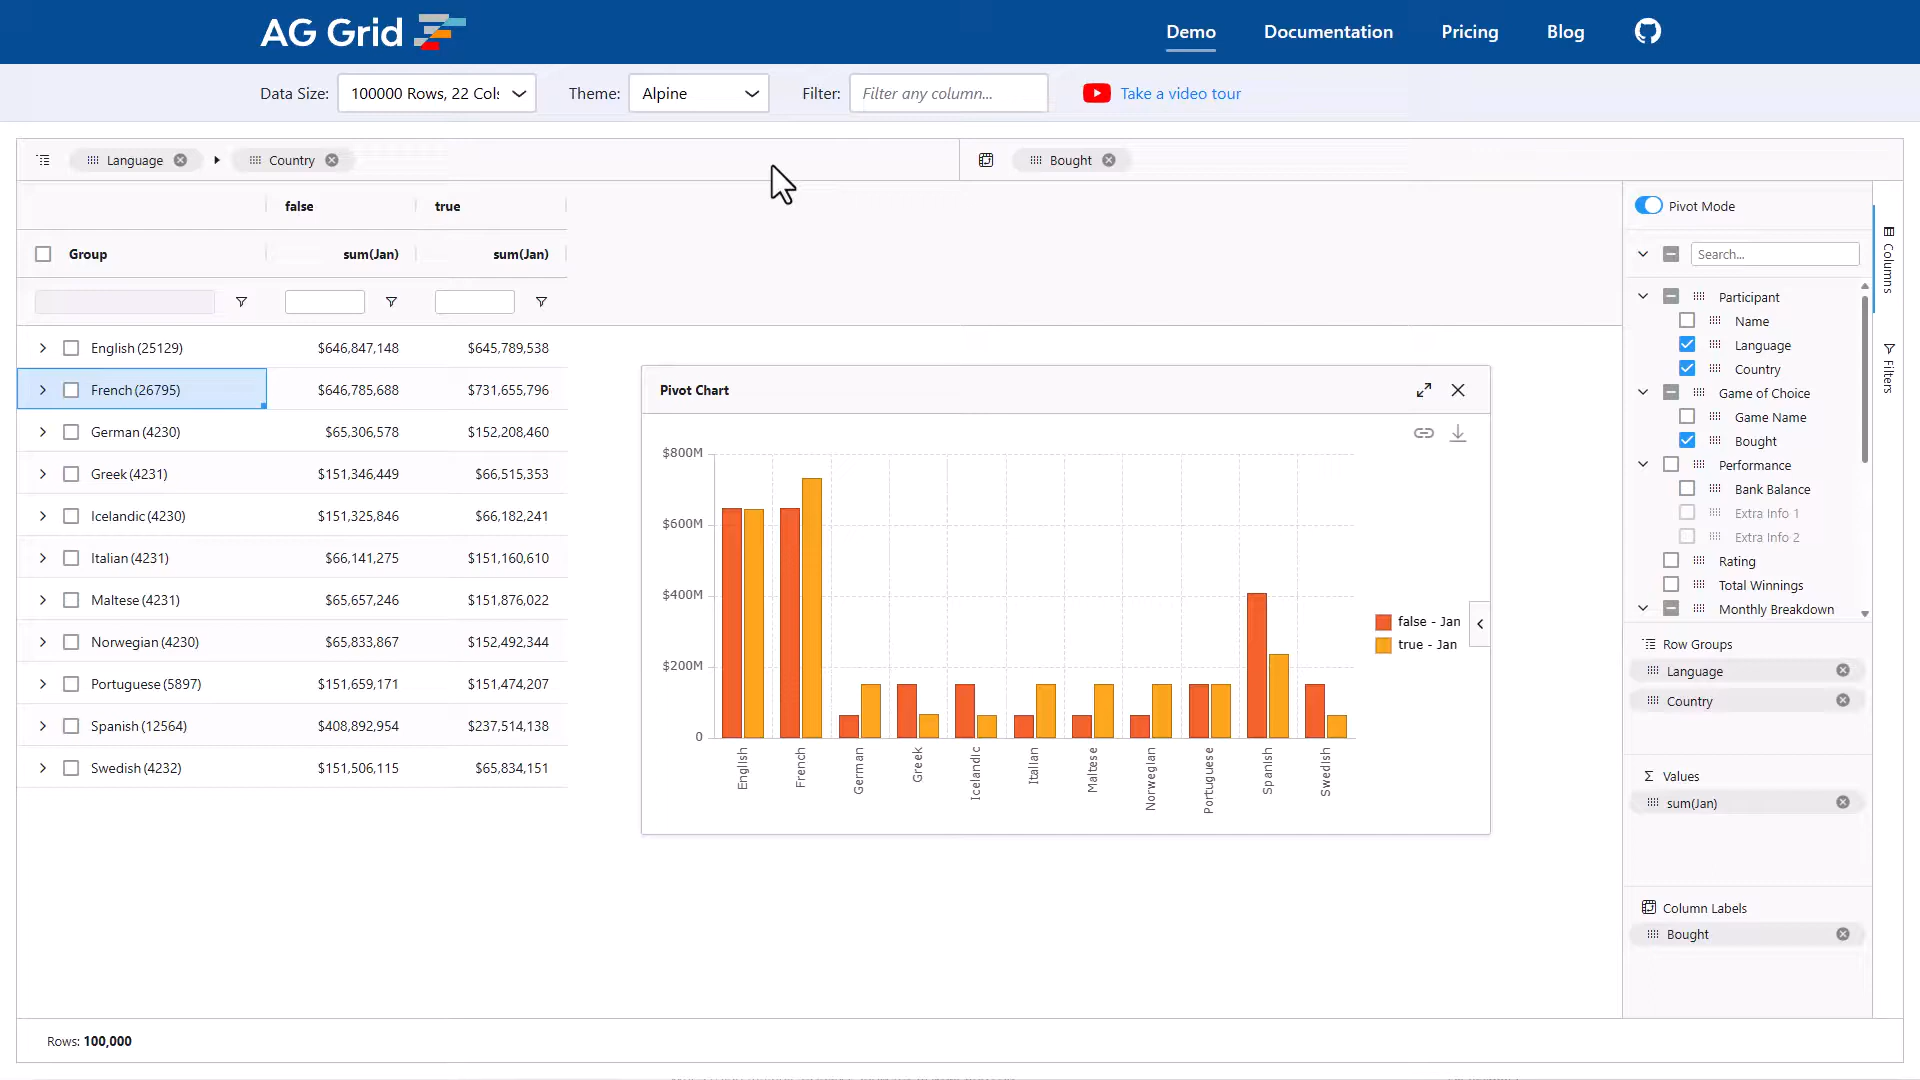 AG Grid
Demo
Documentation
Pricing
Blog
Data Size:
100000 Rows, 22 Cols
Theme:
Alpine
Filter:
Filter any column...
Take a video tour
Language
Country
Bought
false
true
Group
sum(Jan)
sum(Jan)
English (25129)
$646,847,148
$645,789,538
French (26795)
$646,785,688
$731,655,796
German (4230)
$65,306,578
$152,208,460
Greek (4231)
$151,346,449
$66,515,353
Icelandic (4230)
$151,325,846
$66,182,241
Italian (4231)
$66,141,275
$151,160,610
Maltese (4231)
$65,657,246
$151,876,022
Norwegian (4230)
$65,833,867
$152,492,344
Portuguese (5897)
$151,659,171
$151,474,207
Spanish (12564)
$408,892,954
$237,514,138
Swedish (4232)
$151,506,115
$65,834,151
Pivot Chart
$800M
$600M
$400M
$200M
0
English
French
German
Greek
Icelandic
Italian
Maltese
Norwegian
Portuguese
Spanish
Swedish
false - Jan
true - Jan
Pivot Mode
Search...
Participant
Name
Language
Country
Game of Choice
Game Name
Bought
Performance
Bank Balance
Extra Info 1
Extra Info 2
Rating
Total Winnings
Monthly Breakdown
Row Groups
Language
Country
Values
sum(Jan)
Column Labels
Bought
Columns
Filters
Rows: 100,000